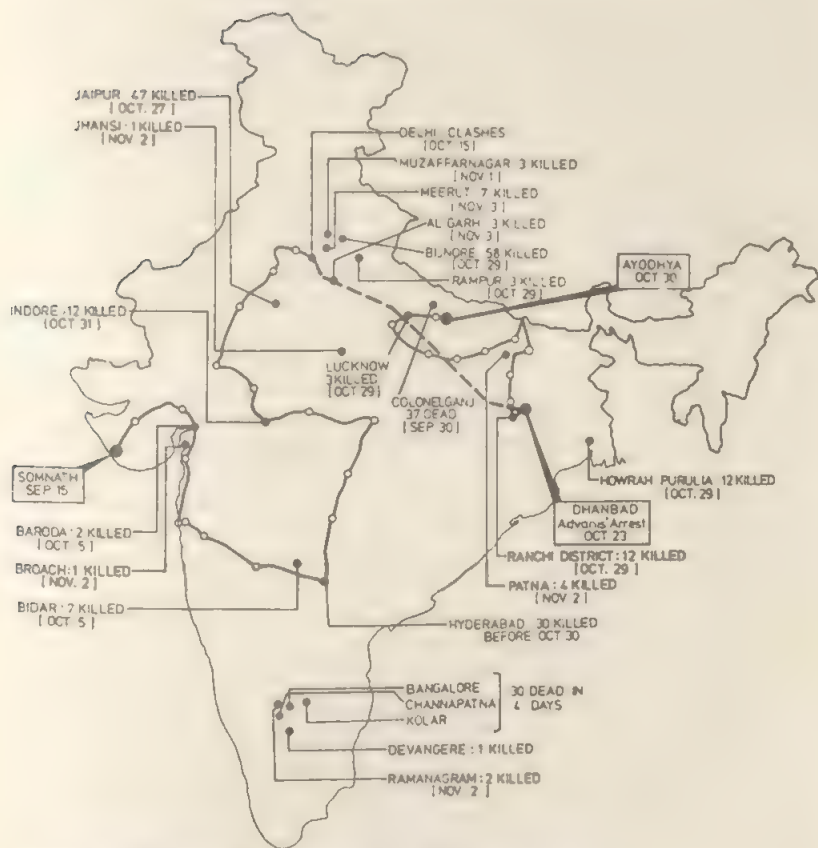 JAIPUR 47 KILLED
[OCT. 27]
JHANSI: 1 KILLED
[NOV. 2]
DELHI CLASHES
[OCT 15]
MUZAFFARNAGAR 3 KILLED
[NOV 1]
MEERUT 7 KILLED
[NOV 3]
ALGARH 3 KILLED
[NOV 3]
BIJNORE 58 KILLED
[OCT 29]
RAMPUR 3 KILLED
[OCT 29]
AYODHYA
OCT 30
INDORE :12 KILLED
[OCT 31]
LUCKNOW
3 KILLED
[OCT 29]
COLONELGANJ
37 DEAD
[SEP 30]
SOMNATH
SEP 15
HOWRAH PURULIA 12 KILLED
[OCT. 29]
DHANBAD
Advanis' Arrest
OCT 23
BARODA: 2 KILLED
[OCT 5]
BROACH: 1 KILLED
[NOV. 2]
BIDAR: 7 KILLED
[OCT 5]
RANCHI DISTRICT: 12 KILLED
[OCT. 29]
PATNA: 4 KILLED
[NOV 2]
HYDERABAD 30 KILLED
BEFORE OCT 30
BANGALORE
CHANNAPATNA
KOLAR
30 DEAD IN
4 DAYS
DEVANGERE: 1 KILLED
RAMANAGRAM: 2 KILLED
[NOV 2]